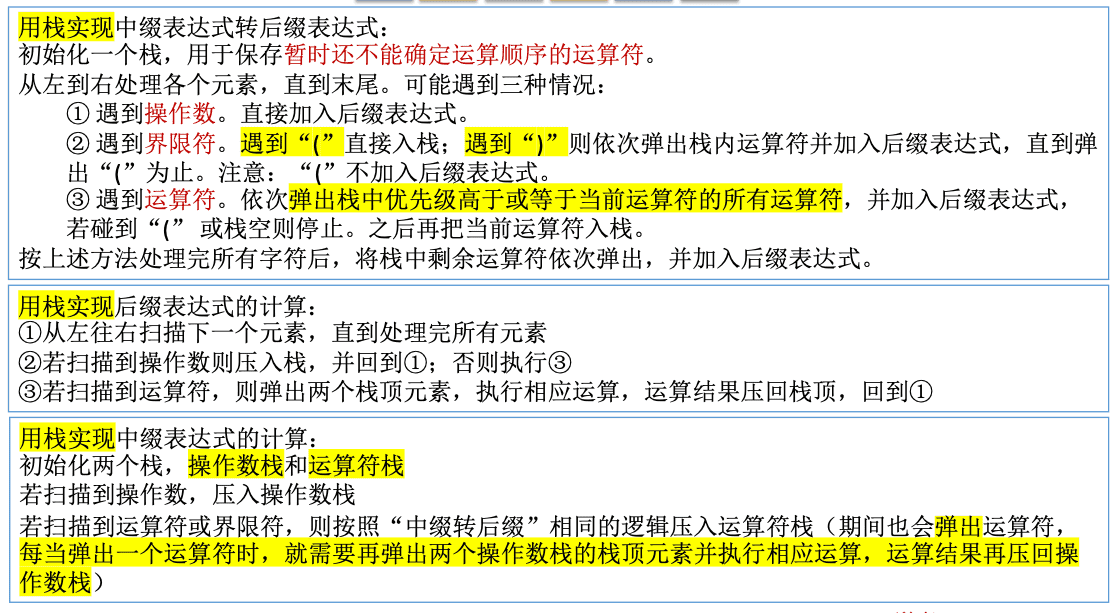 用栈实现中缀表达式转后缀表达式：
初始化一个栈，用于保存暂时还不能确定运算顺序的运算符。
从左到右处理各个元素，直到末尾。可能遇到三种情况：
① 遇到操作数。直接加入后缀表达式。
② 遇到界限符。遇到“(”直接入栈；遇到“)”则依次弹出栈内运算符并加入后缀表达式，直到弹
出“(”为止。注意：“(”不加入后缀表达式。
③ 遇到运算符。依次弹出栈中优先级高于或等于当前运算符的所有运算符，并加入后缀表达式，
若碰到“(” 或栈空则停止。之后再把当前运算符入栈。
按上述方法处理完所有字符后，将栈中剩余运算符依次弹出，并加入后缀表达式。
用栈实现后缀表达式的计算：
①从左往右扫描下一个元素，直到处理完所有元素
②若扫描到操作数则压入栈，并回到①；否则执行③
③若扫描到运算符，则弹出两个栈顶元素，执行相应运算，运算结果压回栈顶，回到①
用栈实现中缀表达式的计算：
初始化两个栈，操作数栈和运算符栈
若扫描到操作数，压入操作数栈
若扫描到运算符或界限符，则按照“中缀转后缀”相同的逻辑压入运算符栈（期间也会弹出运算符，
每当弹出一个运算符时，就需要再弹出两个操作数栈的栈顶元素并执行相应运算，运算结果再压回操
作数栈）